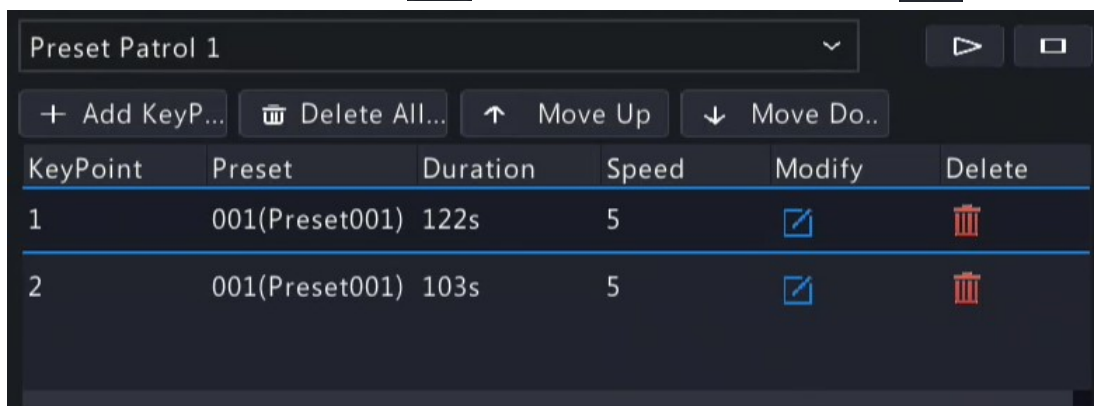 Preset Patrol 1
Add KeyP... Delete All... Move Up Move Do..
KeyPoint Preset Duration Speed Modify Delete
1 001(Preset001) 122s 5
2 001(Preset001) 103s 5